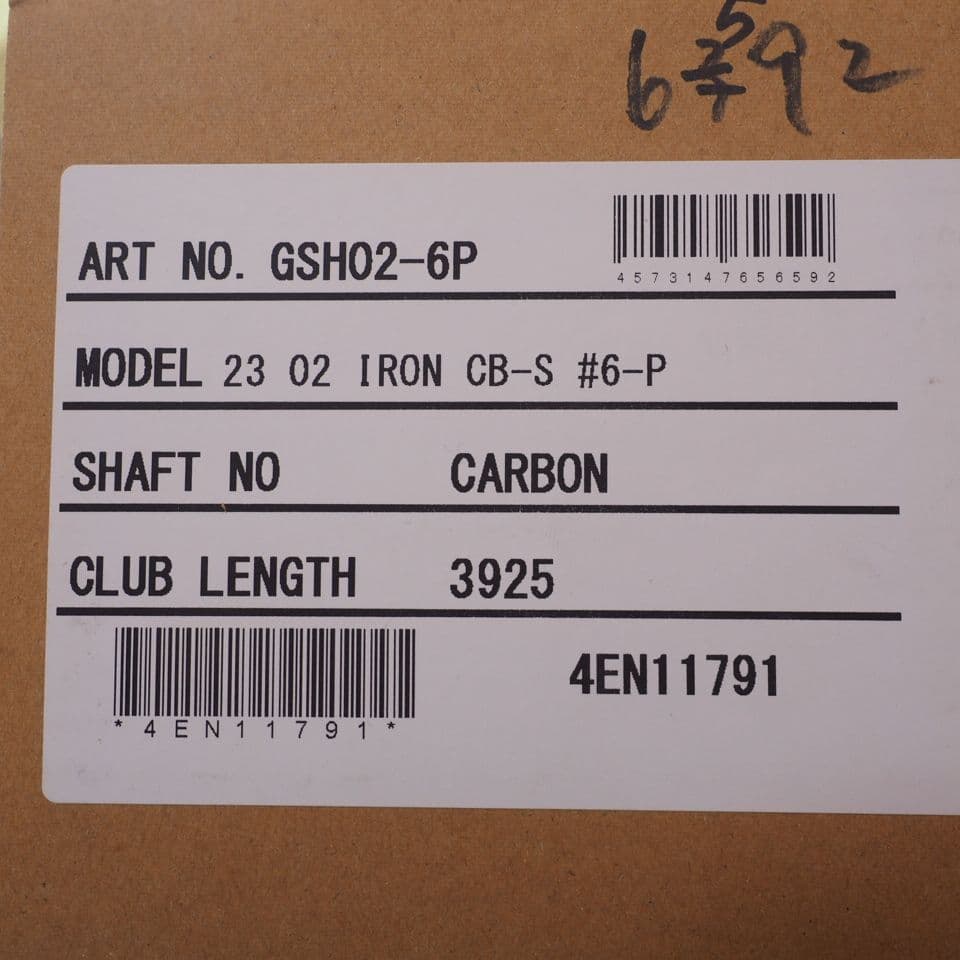 6592
ART NO. GSH02-6P
4573147656592
MODEL 23 02 IRON CB-S #6-P
SHAFT NO CARBON
CLUB LENGTH 3925
*4EN11791*
4EN11791